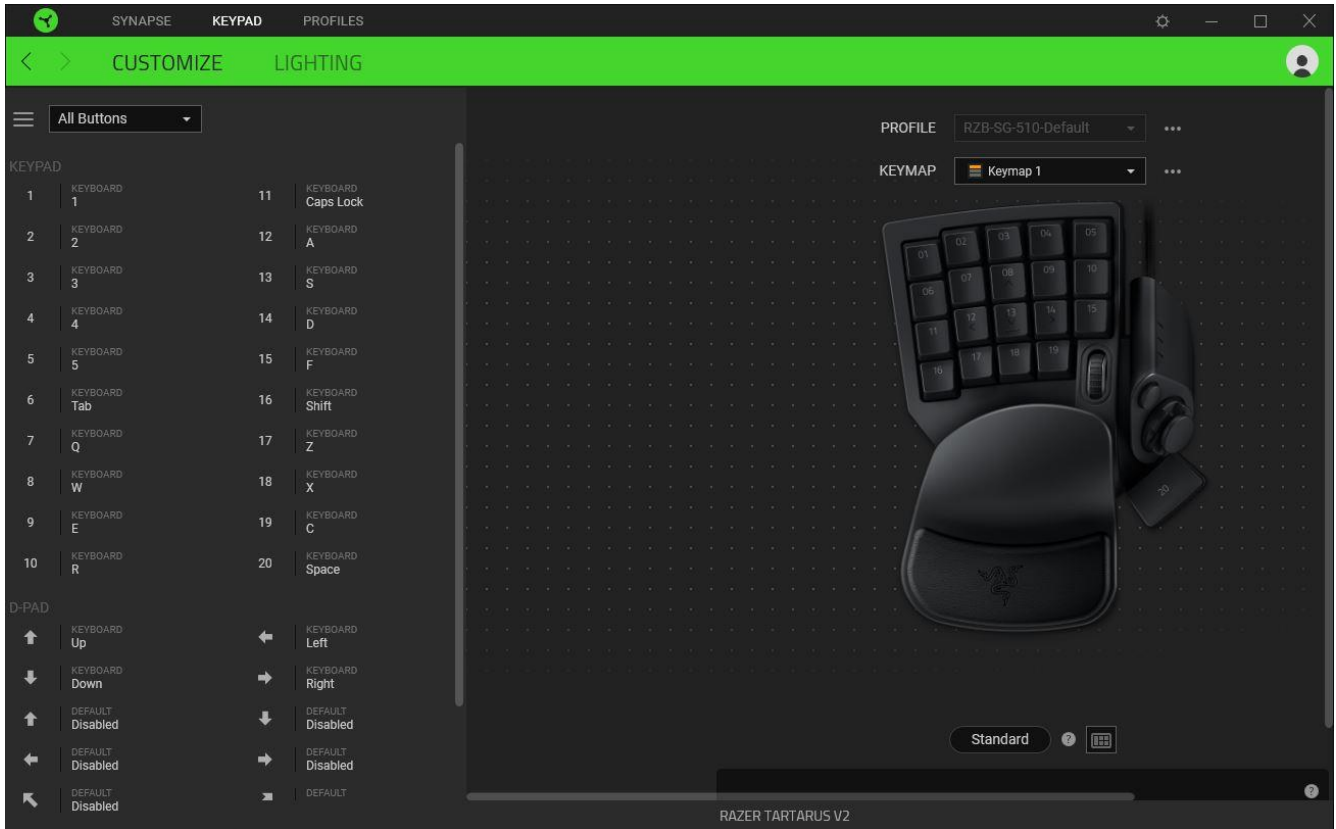 SYNAPSE KEYPAD PROFILES
CUSTOMIZE LIGHTING
All Buttons
PROFILE RZB-SG-510-Default
KEYMAP Keymap 1
KEYPAD
1 KEYBOARD 1
11 KEYBOARD Caps Lock
2 KEYBOARD 2
12 KEYBOARD A
3 KEYBOARD 3
13 KEYBOARD S
4 KEYBOARD 4
14 KEYBOARD D
5 KEYBOARD 5
15 KEYBOARD F
6 KEYBOARD Tab
16 KEYBOARD Shift
7 KEYBOARD Q
17 KEYBOARD Z
8 KEYBOARD W
18 KEYBOARD X
9 KEYBOARD E
19 KEYBOARD C
10 KEYBOARD R
20 KEYBOARD Space
D-PAD
KEYBOARD Up
KEYBOARD Left
KEYBOARD Down
KEYBOARD Right
DEFAULT Disabled
DEFAULT Disabled
DEFAULT Disabled
DEFAULT Disabled
DEFAULT Disabled
DEFAULT
01 02 03 04 05
06 07 08 09 10
11 12 13 14 15
16 17 18 19
20
Standard ?
?
RAZER TARTARUS V2